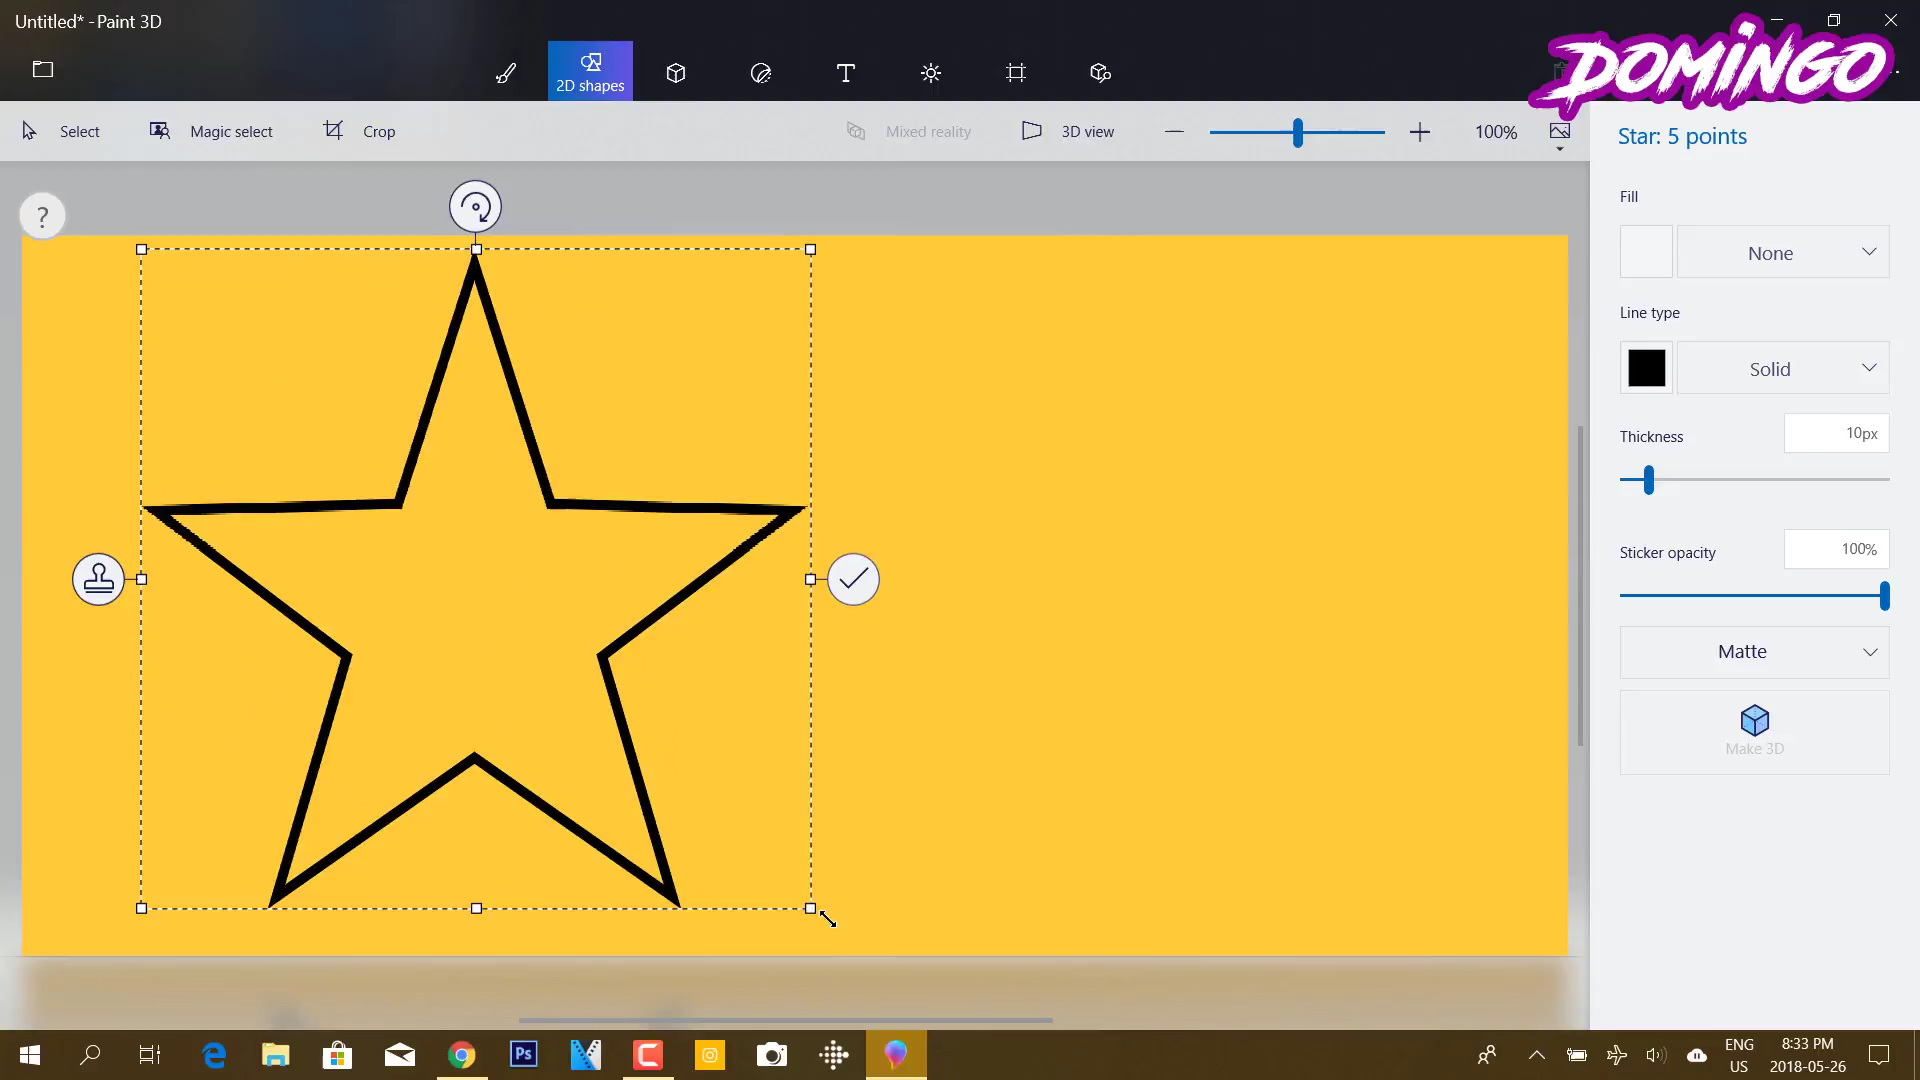 Untitled* - Paint 3D
DOMINGO
2D shapes
Select
Magic select
Crop
Mixed reality
3D view
100%
Star: 5 points
?
Fill
None
Line type
Solid
Thickness
10px
Sticker opacity
100%
Matte
Make 3D
Ps
ENG
US
8:33 PM
2018-05-26